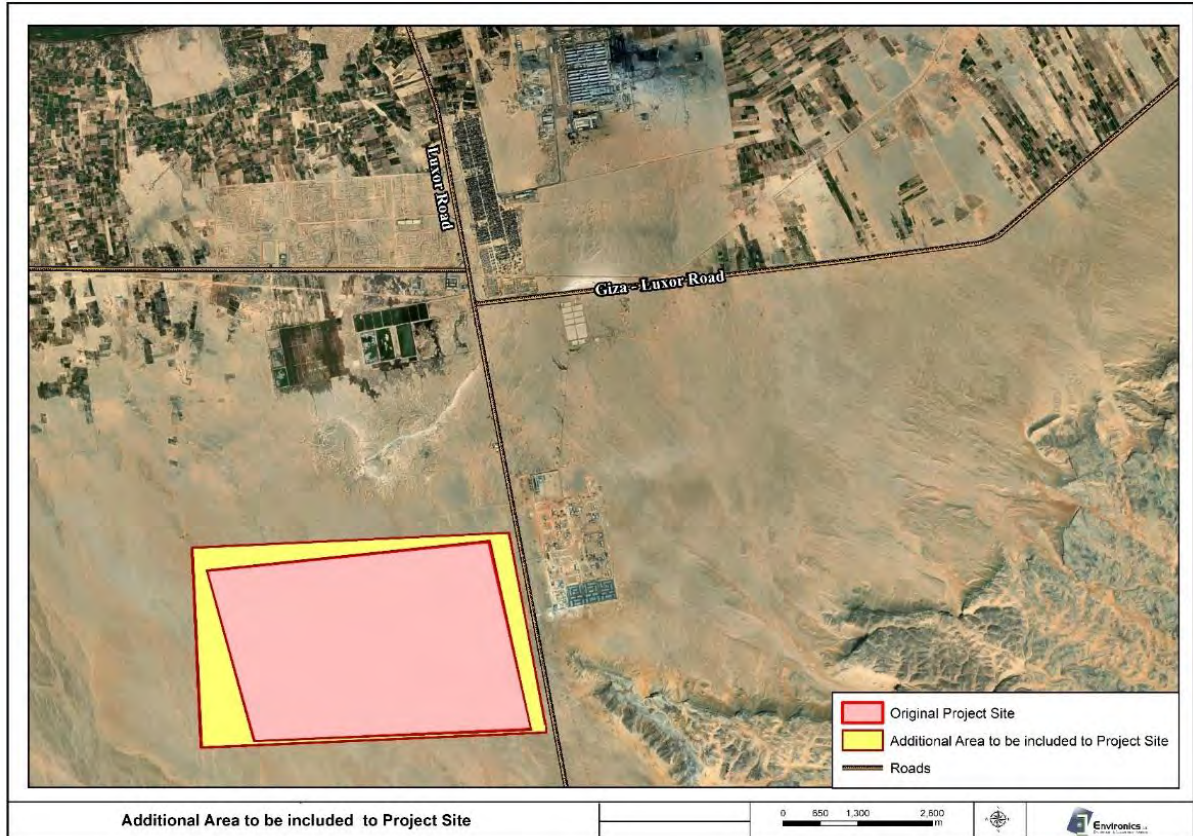 Luxor Road
Giza - Luxor Road
Original Project Site
Additional Area to be included to Project Site
Roads
Additional Area to be included to Project Site
0 650 1,300 2,600
m
Environics